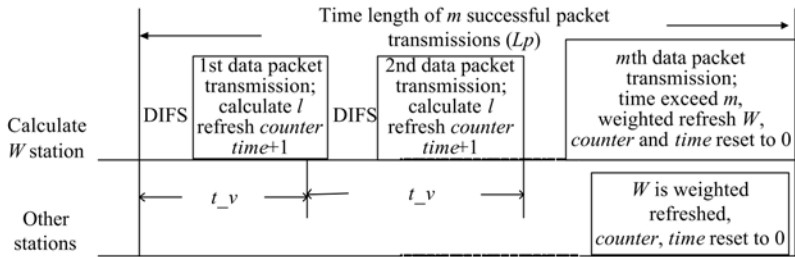 Time length of m successful packet
transmissions (Lp)
DIFS
1st data packet
transmission;
calculate l
refresh counter
time+1
DIFS
2nd data packet
transmission;
calculate l
refresh counter
time+1
mth data packet
transmission;
time exceed m,
weighted refresh W,
counter and time reset to 0
Calculate
W station
t_v
t_v
Other
stations
W is weighted
refreshed,
counter, time reset to 0